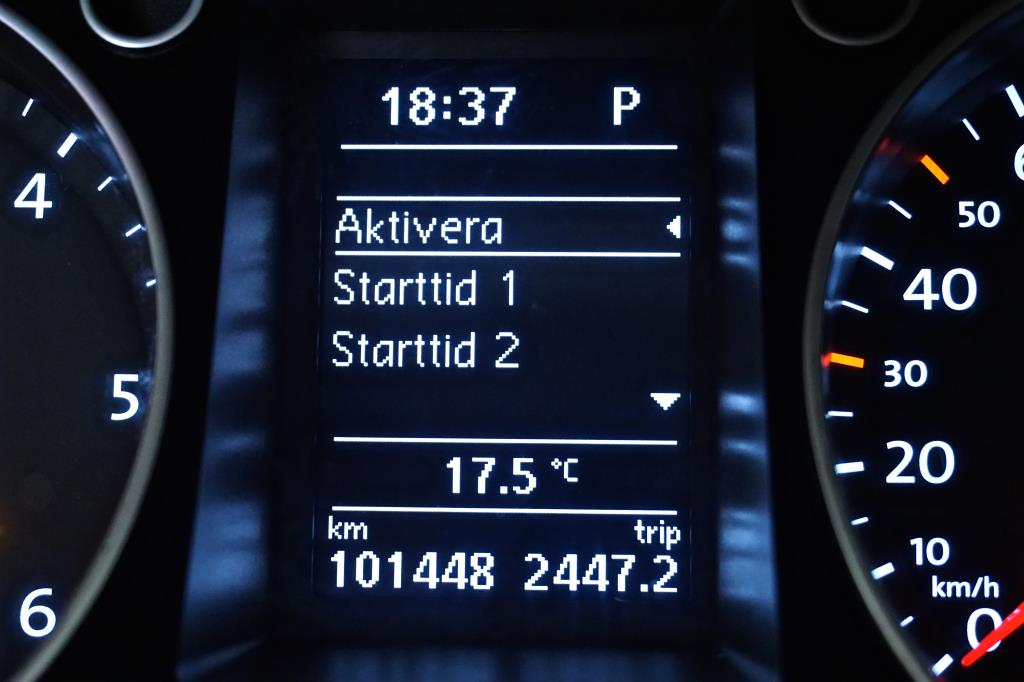 18:37 P
Aktivera
Starttid 1
Starttid 2
17.5 °C
km trip
101448 2447.2
4
5
6
50
40
30
20
10
km/h
0